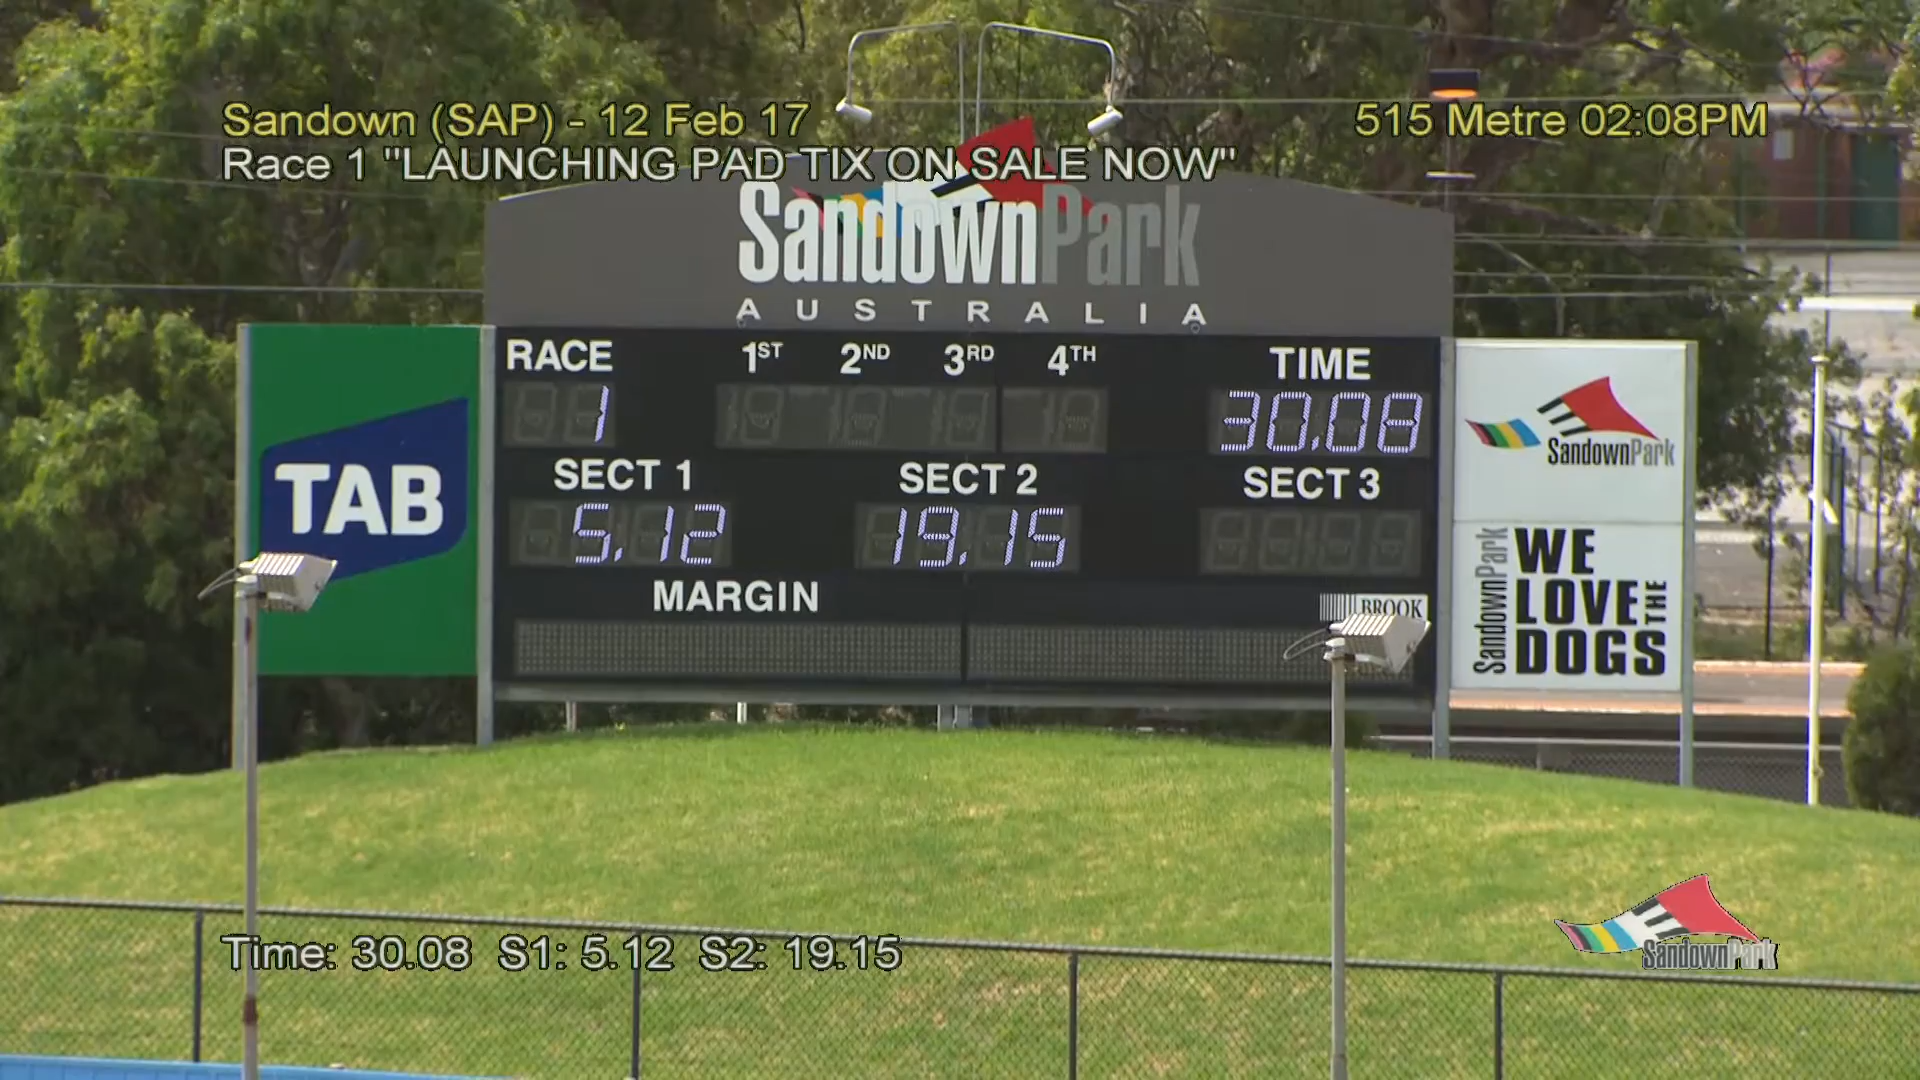 Sandown (SAP) - 12 Feb 17
515 Metre 02:08PM
Race 1 "LAUNCHING PAD TIX ON SALE NOW"
SandownPark
AUSTRALIA
RACE 1ST 2ND 3RD 4TH TIME
1 30.08
SECT 1 SECT 2 SECT 3
5.12 19.15
MARGIN
BROOK
TAB
SandownPark
SandownPark
WE
LOVE THE
DOGS
Time: 30.08 S1: 5.12 S2: 19.15
SandownPark